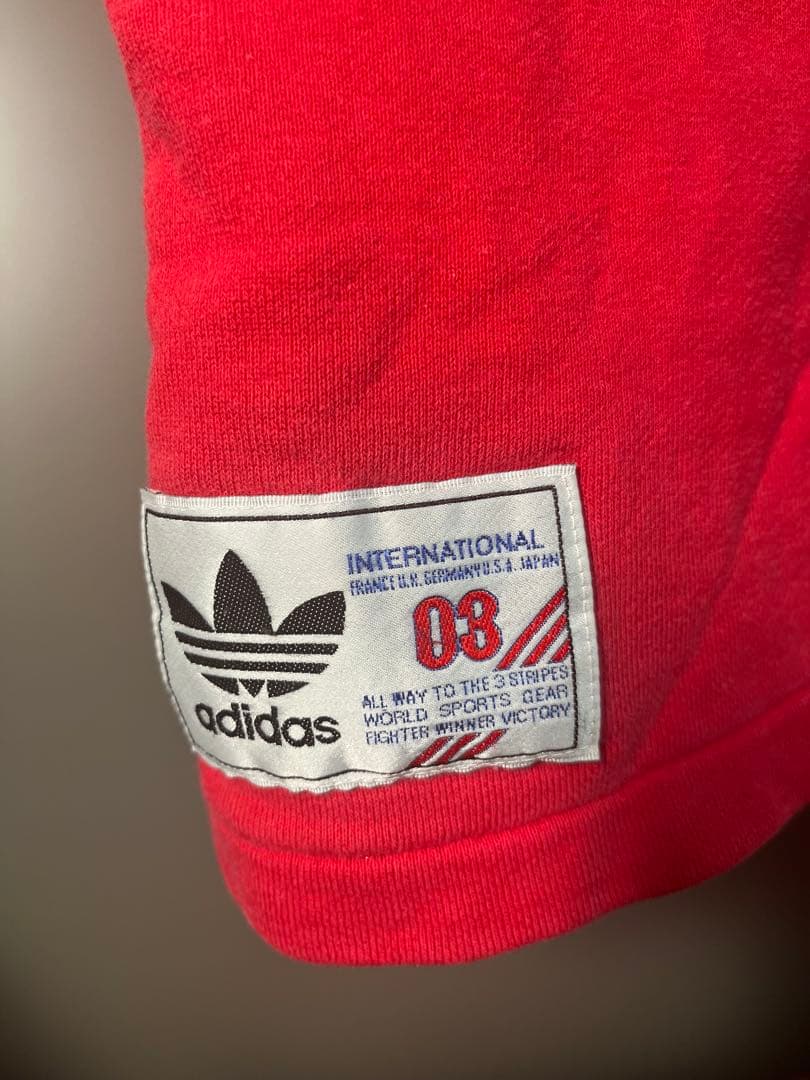 adidas
INTERNATIONAL
FRANCE U.K. GERMANY U.S.A. JAPAN
03
ALL WAY TO THE 3 STRIPES
WORLD SPORTS GEAR
FIGHTER WINNER VICTORY